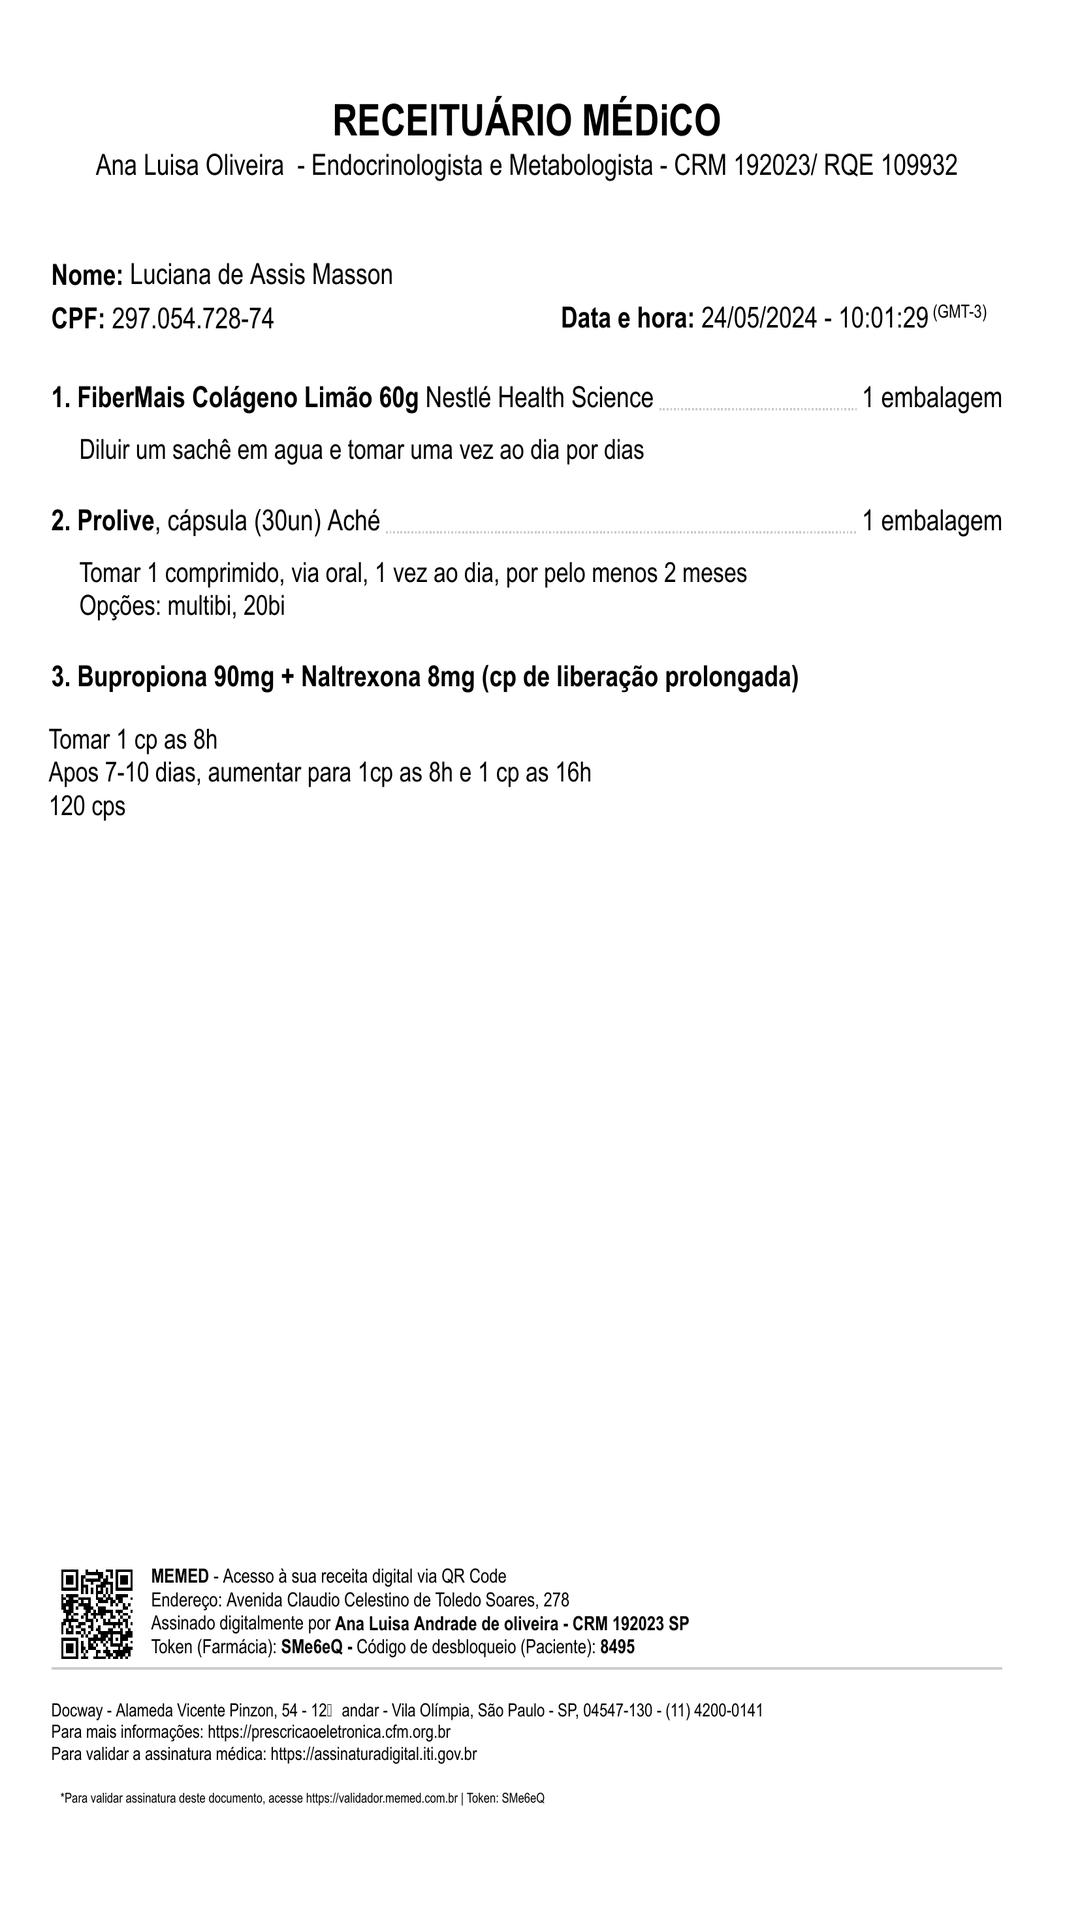 RECEITUÁRIO MÉDiCO
Ana Luisa Oliveira - Endocrinologista e Metabologista - CRM 192023/ RQE 109932
Nome: Luciana de Assis Masson
CPF: 297.054.728-74 Data e hora: 24/05/2024 - 10:01:29 (GMT-3)
1. FiberMais Colágeno Limão 60g Nestlé Health Science 1 embalagem
Diluir um sachê em agua e tomar uma vez ao dia por dias
2. Prolive, cápsula (30un) Aché 1 embalagem
Tomar 1 comprimido, via oral, 1 vez ao dia, por pelo menos 2 meses
Opções: multibi, 20bi
3. Bupropiona 90mg + Naltrexona 8mg (cp de liberação prolongada)
Tomar 1 cp as 8h
Apos 7-10 dias, aumentar para 1cp as 8h e 1 cp as 16h
120 cps
MEMED - Acesso à sua receita digital via QR Code
Endereço: Avenida Claudio Celestino de Toledo Soares, 278
Assinado digitalmente por Ana Luisa Andrade de oliveira - CRM 192023 SP
Token (Farmácia): SMe6eQ - Código de desbloqueio (Paciente): 8495
Docway - Alameda Vicente Pinzon, 54 - 12 andar - Vila Olímpia, São Paulo - SP, 04547-130 - (11) 4200-0141
Para mais informações: https://prescricaoeletronica.cfm.org.br
Para validar a assinatura médica: https://assinaturadigital.iti.gov.br
*Para validar assinatura deste documento, acesse https://validador.memed.com.br | Token: SMe6eQ